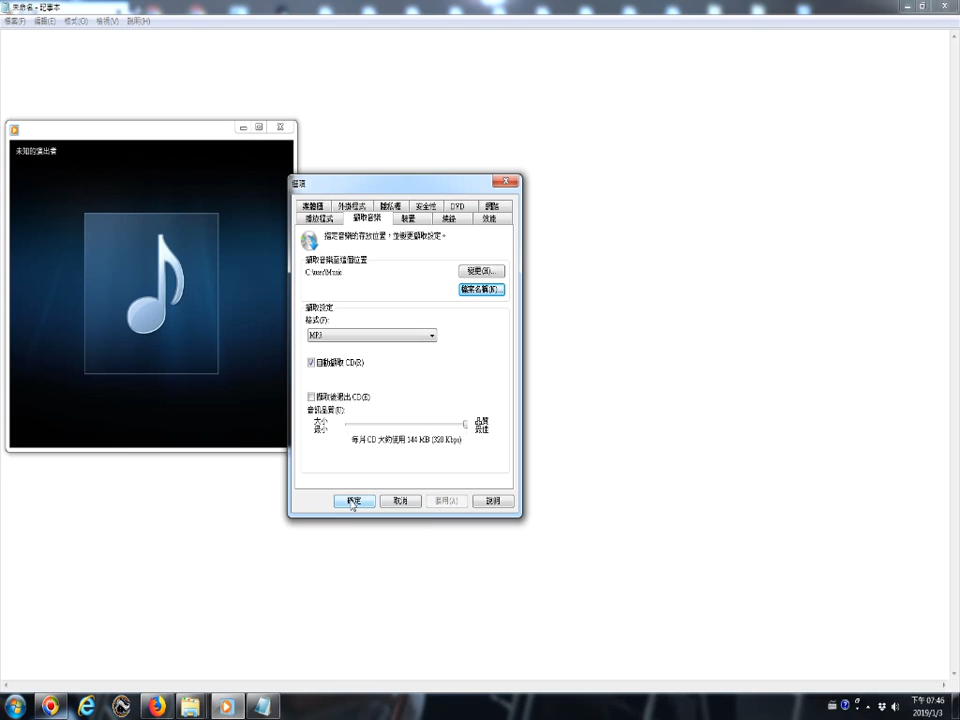 未命名 - 記事本
檔案(F) 編輯(E) 格式(O) 檢視(V) 說明(H)
未知的演出者
選項
媒體櫃 外掛程式 隱私權 安全性 DVD 網路
播放程式 擷取音樂 裝置 燒錄 效能
指定音樂的存放位置，並變更擷取設定。
擷取音樂至這個位置
C:\user\Music
變更(H)...
檔案名稱(N)...
擷取設定
格式(F):
MP3
自動擷取 CD(R)
擷取後退出 CD(E)
音訊品質(U):
大小 品質
最小 最佳
每片 CD 大約使用 144 MB (320 Kbps)
確定 取消 套用(A) 說明
下午 07:46
2019/1/3